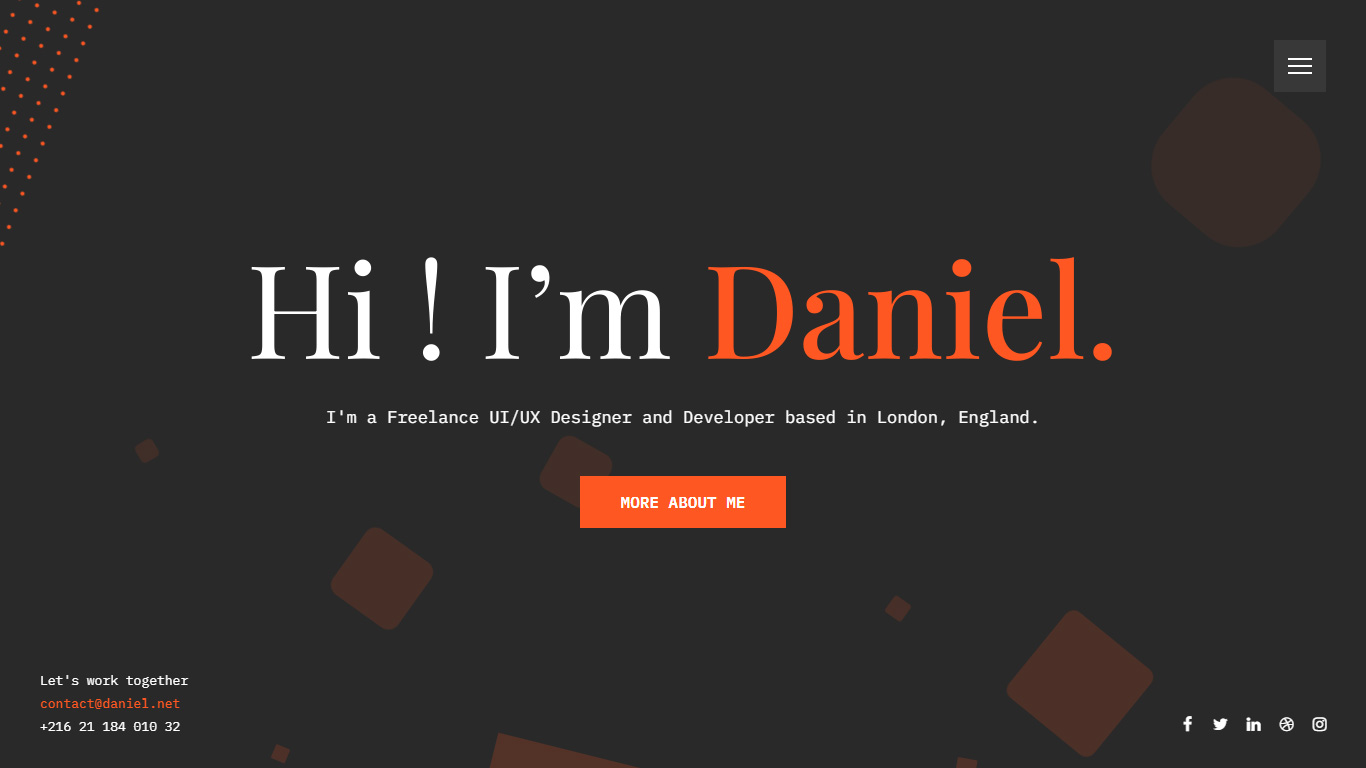 Hi ! I’m Daniel.
I'm a Freelance UI/UX Designer and Developer based in London, England.
MORE ABOUT ME
Let's work together
contact@daniel.net
+216 21 184 010 32